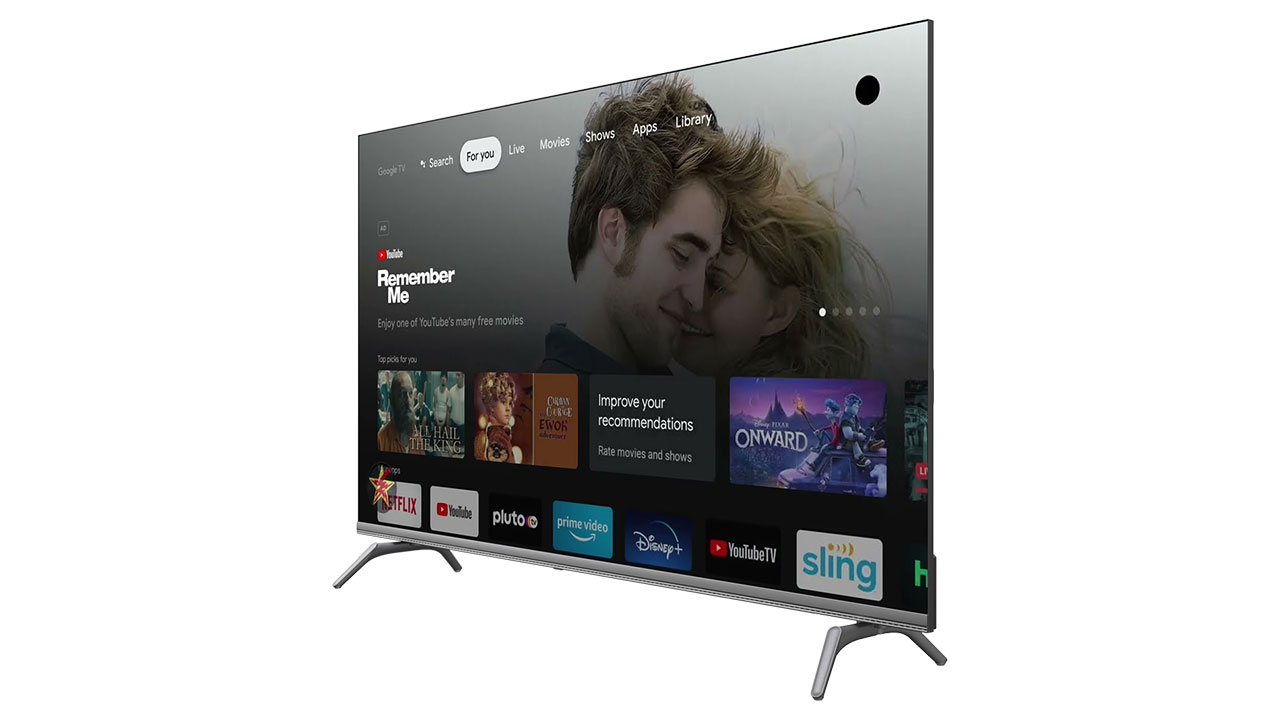 Google TV
Search
For you
Live
Movies
Shows
Apps
Library
AD
YouTube
Remember
Me
Enjoy one of YouTube's many free movies
Top picks for you
ALL HAIL
THE KING
CARAVAN
OF
COURAGE
EWOK
adventure
Improve your
recommendations
Rate movies and shows
Disney PIXAR
ONWARD
NETFLIX
YouTube
pluto tv
prime video
Disney+
YouTubeTV
sling